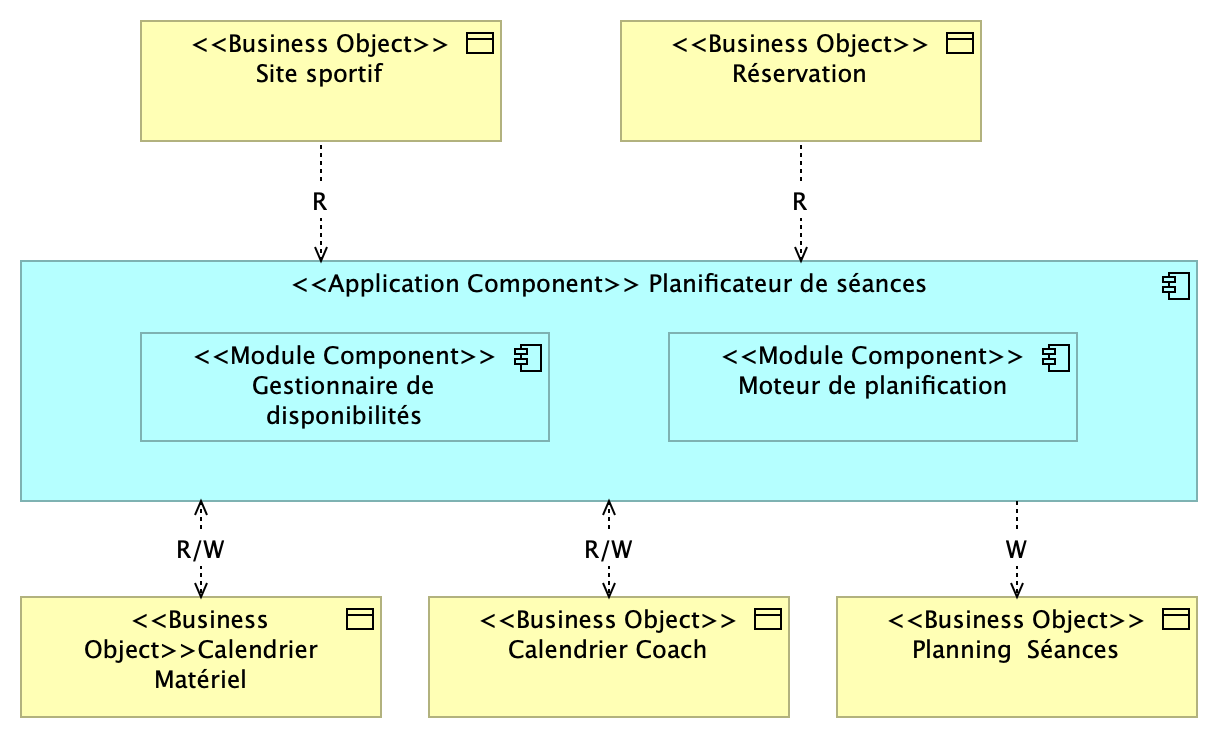 <<Business Object>>
Site sportif
<<Business Object>>
Réservation
R
R
<<Application Component>> Planificateur de séances
<<Module Component>>
Gestionnaire de
disponibilités
<<Module Component>>
Moteur de planification
R/W
R/W
W
<<Business
Object>>Calendrier
Matériel
<<Business Object>>
Calendrier Coach
<<Business Object>>
Planning  Séances